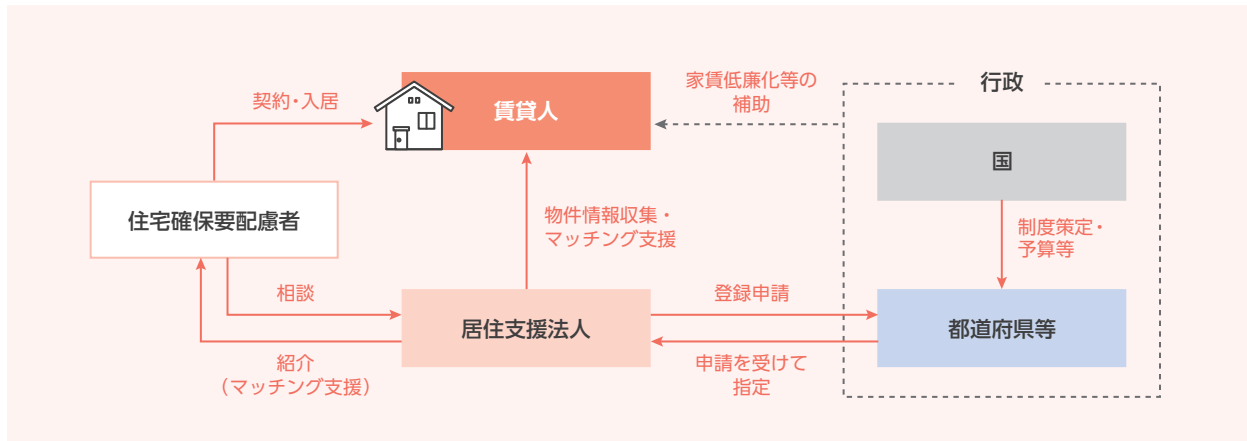 家賃低廉化等の
補助
行政
契約・入居
賃貸人
国
住宅確保要配慮者
物件情報収集・
マッチング支援
制度策定・
予算等
相談
登録申請
居住支援法人
都道府県等
紹介
（マッチング支援）
申請を受けて
指定